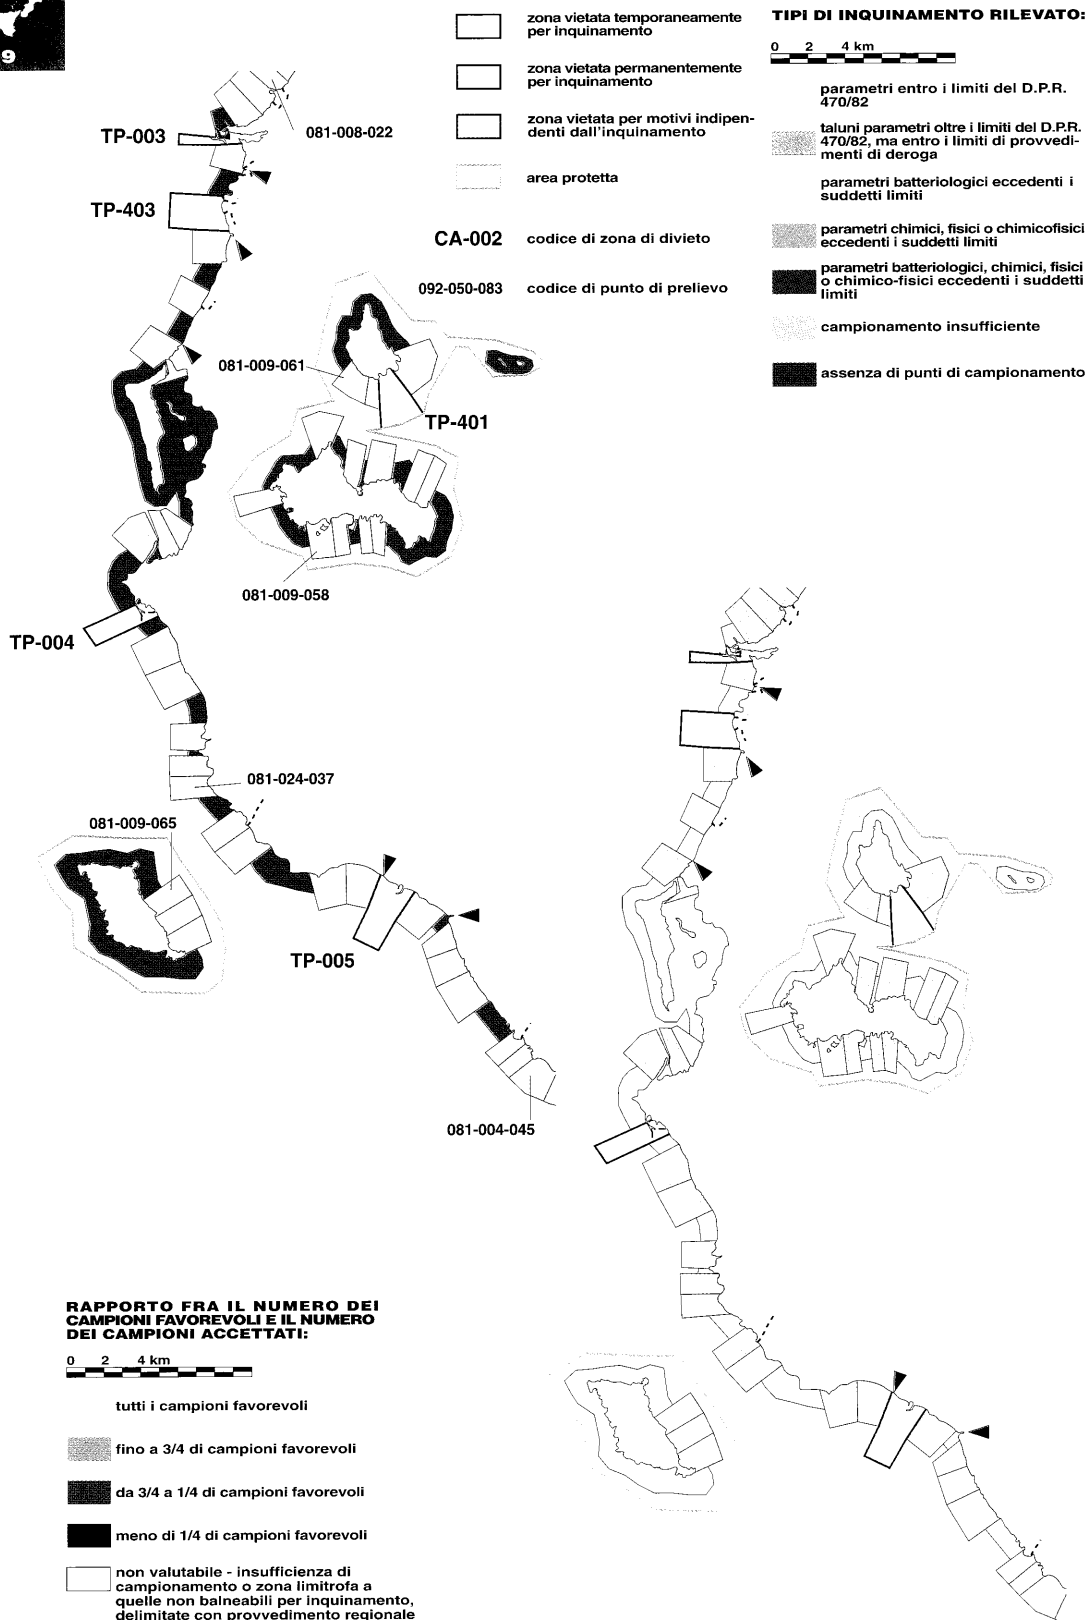 9
zona vietata temporaneamente
per inquinamento
zona vietata permanentemente
per inquinamento
zona vietata per motivi indipen-
denti dall'inquinamento
area protetta
CA-002 codice di zona di divieto
092-050-083 codice di punto di prelievo
TIPI DI INQUINAMENTO RILEVATO:
0 2 4 km
parametri entro i limiti del D.P.R.
470/82
taluni parametri oltre i limiti del D.P.R.
470/82, ma entro i limiti di provvedi-
menti di deroga
parametri batteriologici eccedenti i
suddetti limiti
parametri chimici, fisici o chimicofisici
eccedenti i suddetti limiti
parametri batteriologici, chimici, fisici
o chimico-fisici eccedenti i suddetti
limiti
campionamento insufficiente
assenza di punti di campionamento
081-008-022
TP-003
TP-403
081-009-061
TP-401
081-009-058
TP-004
081-024-037
081-009-065
TP-005
081-004-045
RAPPORTO FRA IL NUMERO DEI
CAMPIONI FAVOREVOLI E IL NUMERO
DEI CAMPIONI ACCETTATI:
0 2 4 km
tutti i campioni favorevoli
fino a 3/4 di campioni favorevoli
da 3/4 a 1/4 di campioni favorevoli
meno di 1/4 di campioni favorevoli
non valutabile - insufficienza di
campionamento o zona limitrofa a
quelle non balneabili per inquinamento,
delimitate con provvedimento regionale